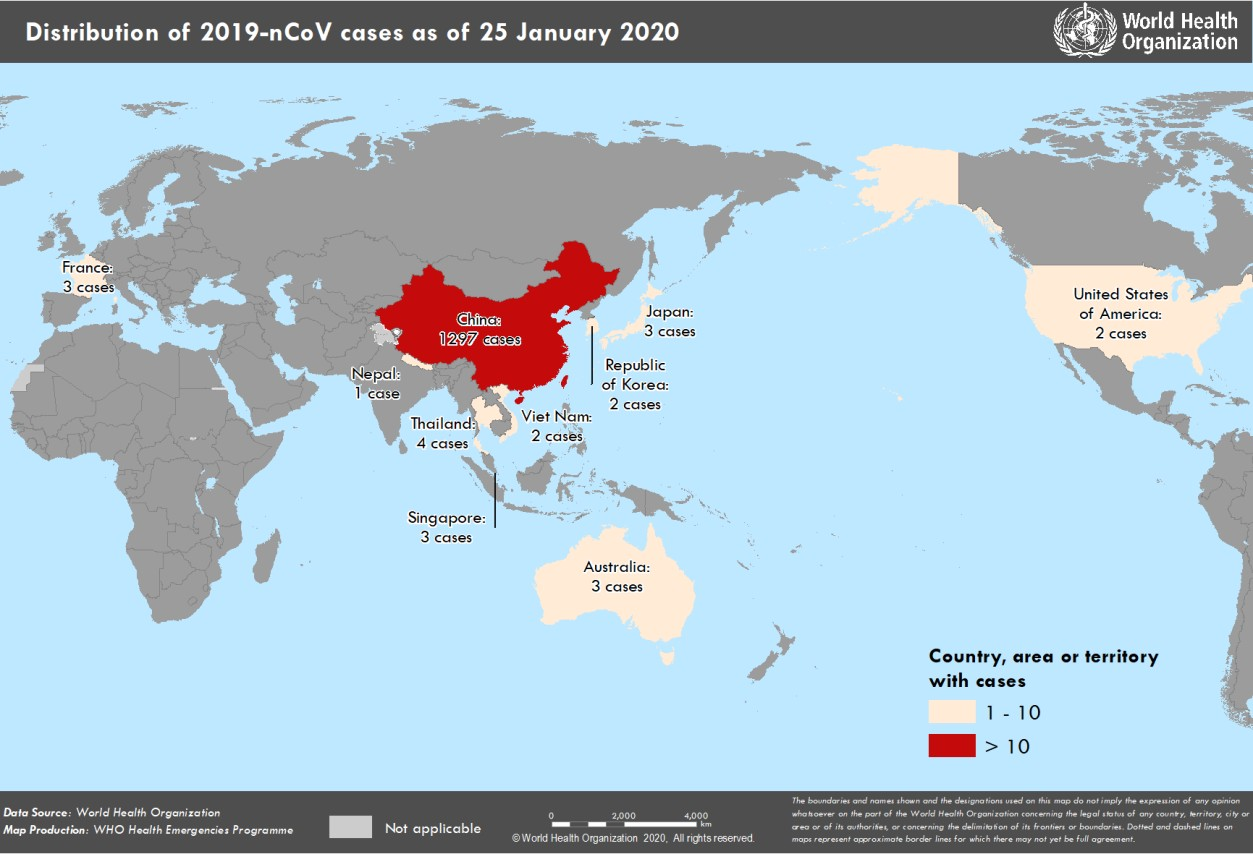 Distribution of 2019-nCoV cases as of 25 January 2020
World Health
Organization
France:
3 cases
China:
1297 cases
Japan:
3 cases
United States
of America:
2 cases
Republic
of Korea:
2 cases
Nepal:
1 case
Thailand:
4 cases
Viet Nam:
2 cases
Singapore:
3 cases
Australia:
3 cases
Country, area or territory
with cases
1 - 10
> 10
Data Source: World Health Organization
Map Production: WHO Health Emergencies Programme
Not applicable
0 2,000 4,000
km
© World Health Organization 2020, All rights reserved.
The boundaries and names shown and the designations used on this map do not imply the expression of any opinion
whatsoever on the part of the World Health Organization concerning the legal status of any country, territory, city or
area or of its authorities, or concerning the delimitation of its frontiers or boundaries. Dotted and dashed lines on
maps represent approximate border lines for which there may not yet be full agreement.